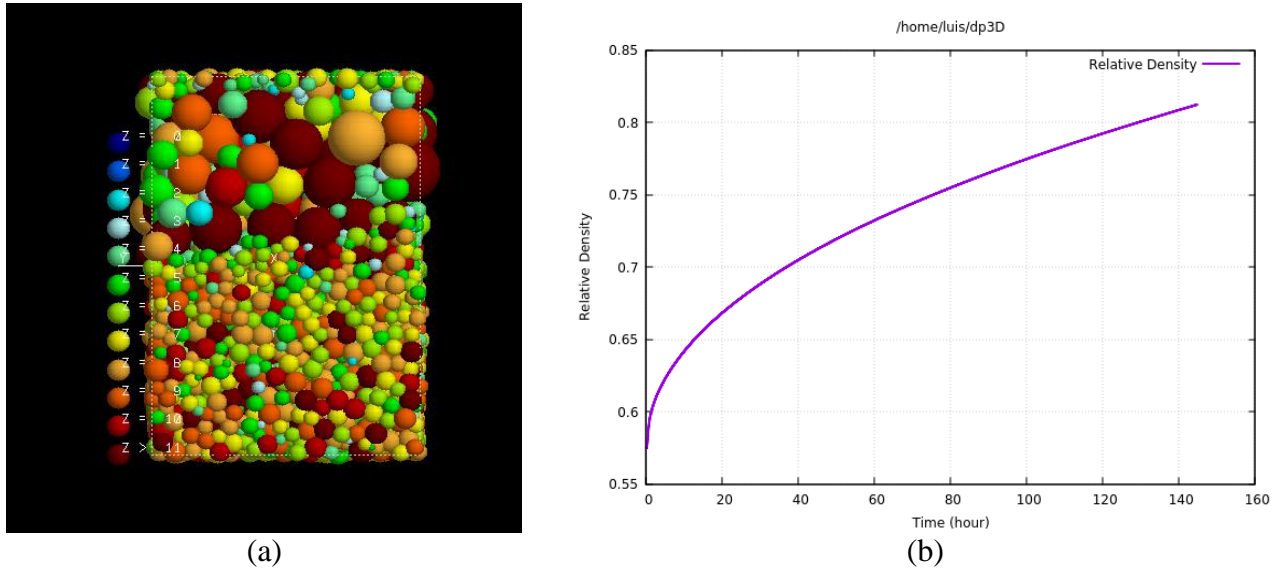 Z = 0
Z = 1
Z = 2
Z = 3
Z = 4
Y X
Z = 5
Z = 6
Z = 7
Z = 8
Z = 9
Z = 10
Z > 11
(a)
/home/luis/dp3D
Relative Density
0.85
0.8
0.75
0.7
0.65
0.6
0.55
Relative Density
0 20 40 60 80 100 120 140 160
Time (hour)
(b)